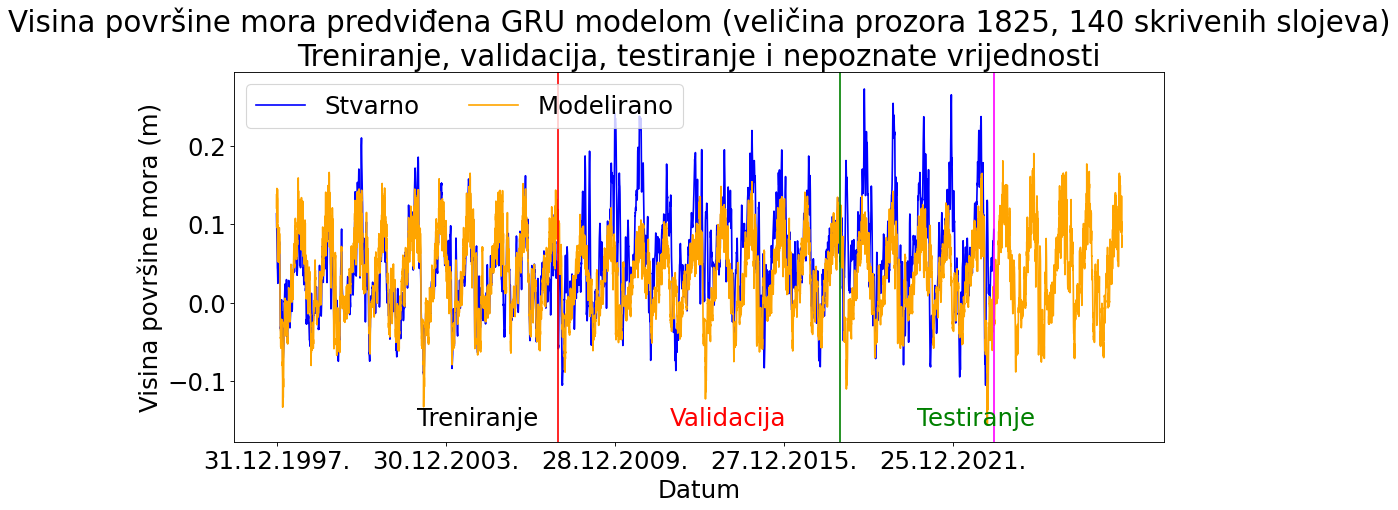 Visina površine mora predviđena GRU modelom (veličina prozora 1825, 140 skrivenih slojeva)
Treniranje, validacija, testiranje i nepoznate vrijednosti
Stvarno Modelirano
Visina površine mora (m)
0.2
0.1
0.0
−0.1
Treniranje Validacija Testiranje
31.12.1997. 30.12.2003. 28.12.2009. 27.12.2015. 25.12.2021.
Datum